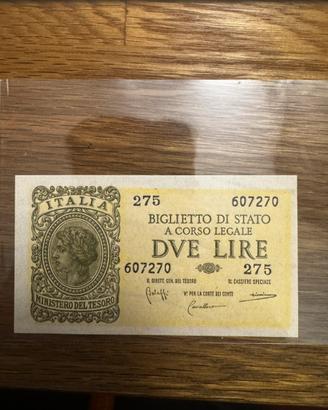 ITALIA
MINISTERO DEL TESORO
275 607270
BIGLIETTO DI STATO
A CORSO LEGALE
DVE LIRE
607270 275
IL DIRETT. GEN. DEL TESORO IL CASSIERE SPECIALE
Vº PER LA CORTE DEI CONTI